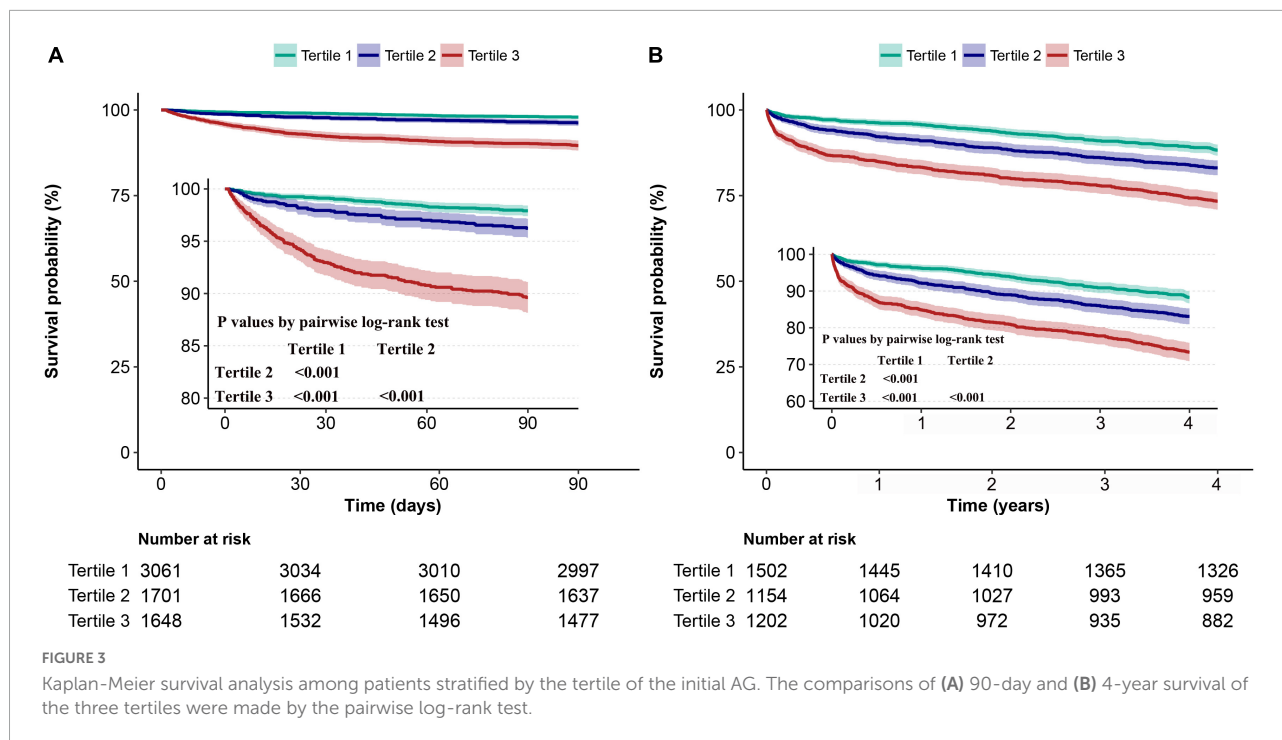 A
Tertile 1 Tertile 2 Tertile 3
Survival probability (%)
100
75
50
25
0
100
95
90
85
80
P values by pairwise log-rank test
Tertile 1 Tertile 2
Tertile 2 <0.001
Tertile 3 <0.001 <0.001
0 30 60 90
0 30 60 90
Time (days)
Number at risk
Tertile 1 3061 3034 3010 2997
Tertile 2 1701 1666 1650 1637
Tertile 3 1648 1532 1496 1477
B
Tertile 1 Tertile 2 Tertile 3
Survival probability (%)
100
75
50
25
0
100
90
80
70
60
P values by pairwise log-rank test
Tertile 1 Tertile 2
Tertile 2 <0.001
Tertile 3 <0.001 <0.001
0 1 2 3 4
0 1 2 3 4
Time (years)
Number at risk
Tertile 1 1502 1445 1410 1365 1326
Tertile 2 1154 1064 1027 993 959
Tertile 3 1202 1020 972 935 882
FIGURE 3
Kaplan-Meier survival analysis among patients stratified by the tertile of the initial AG. The comparisons of (A) 90-day and (B) 4-year survival of
the three tertiles were made by the pairwise log-rank test.